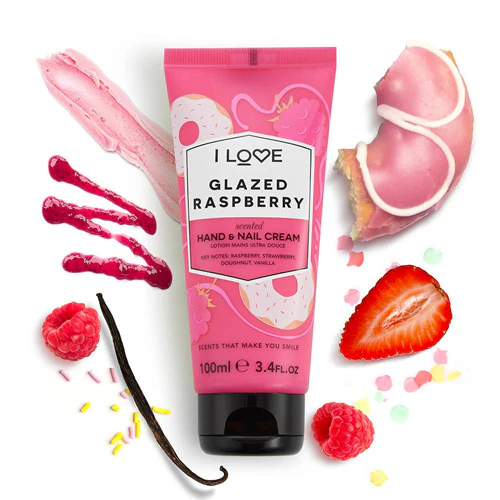 I LOVE
GLAZED
RASPBERRY
scented
HAND & NAIL CREAM
LOTION MAINS ULTRA DOUCE
KEY NOTES: RASPBERRY, STRAWBERRY,
DOUGHNUT, VANILLA
SCENTS THAT MAKE YOU SMILE
100ml ℮ 3.4FL.OZ